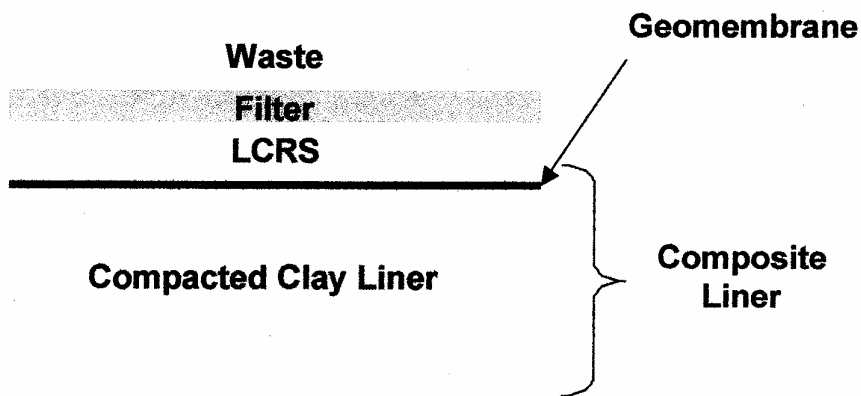 Geomembrane
Waste
Filter
LCRS
Compacted Clay Liner
Composite
Liner